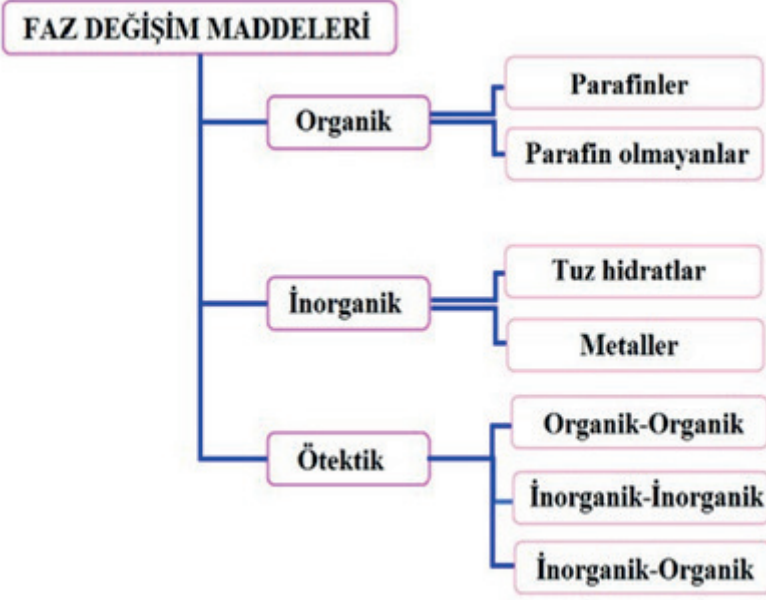 FAZ DEĞİŞİM MADDELERİ
Organik
Parafinler
Parafin olmayanlar
İnorganik
Tuz hidratlar
Metaller
Ötektik
Organik-Organik
İnorganik-İnorganik
İnorganik-Organik